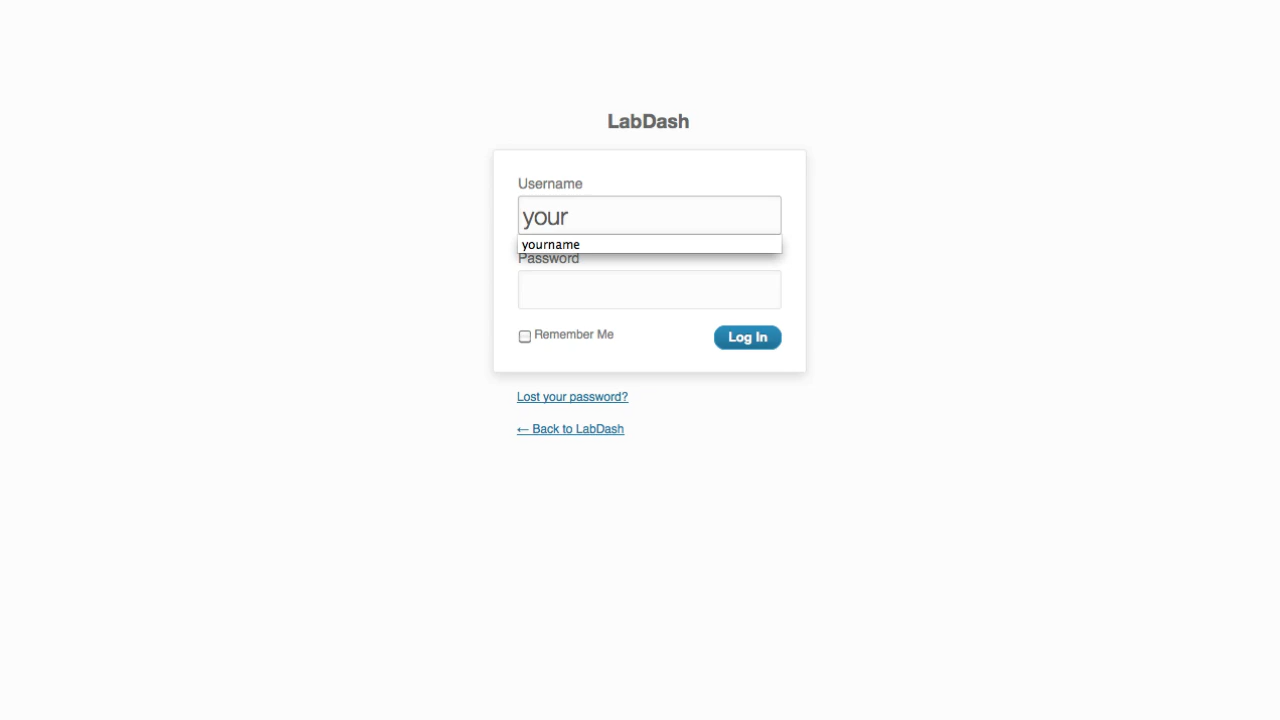 LabDash
Username
your
yourname
Password
Remember Me
Log In
Lost your password?
← Back to LabDash